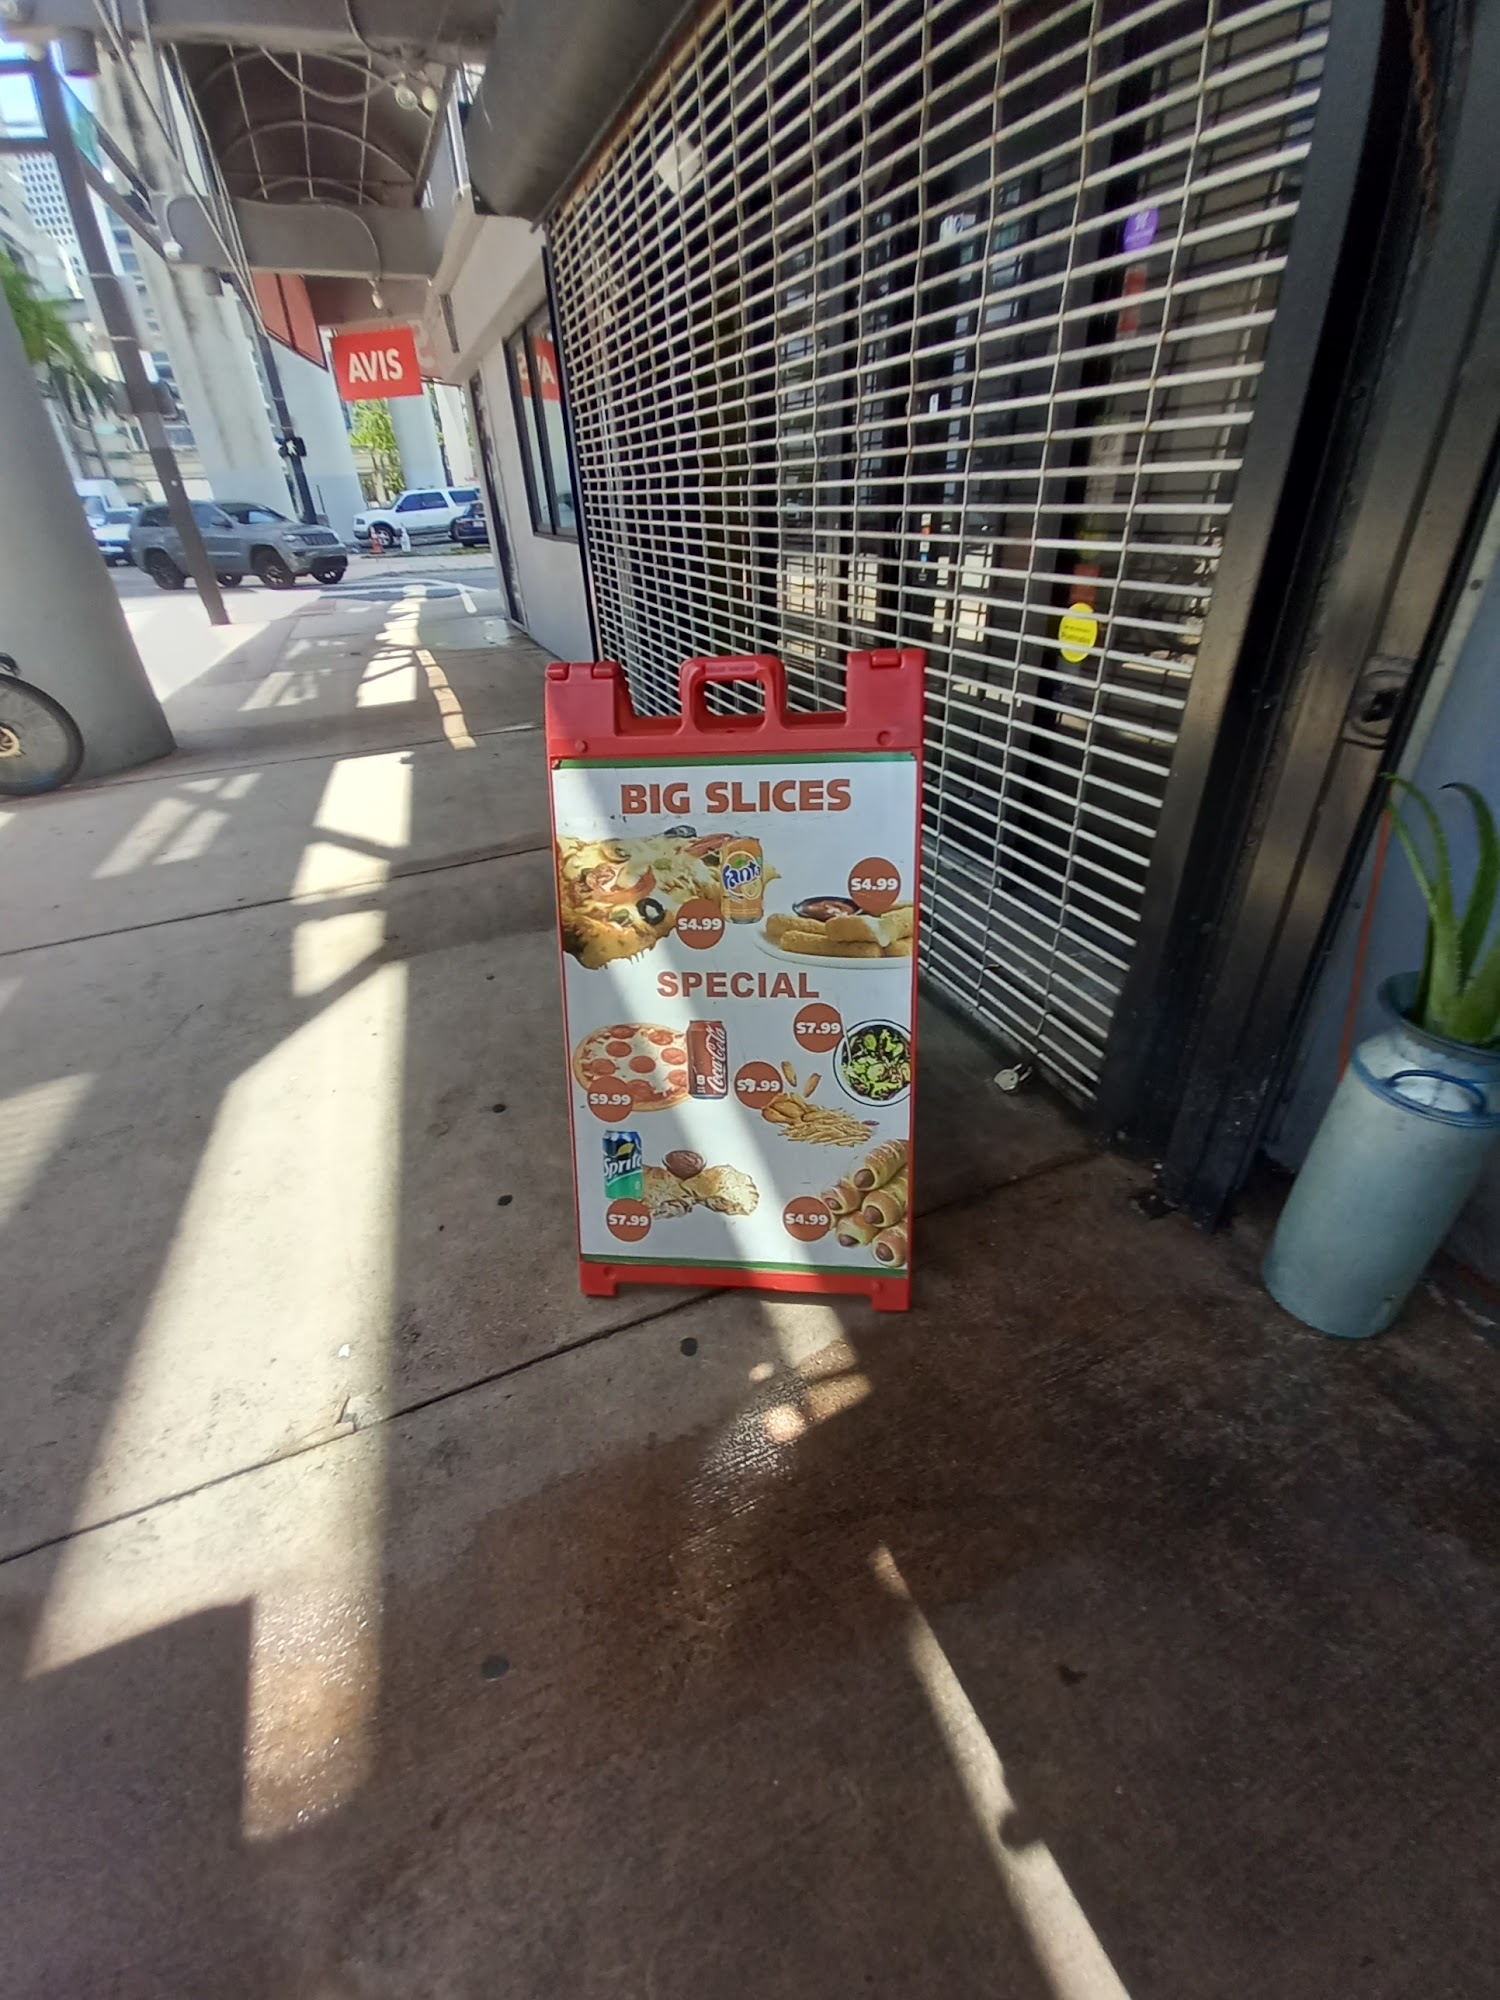 AVIS
BIG SLICES
Fanta
$4.99
$4.99
SPECIAL
$7.99
Coca-Cola
$9.99
Sprite
$7.99
$4.99